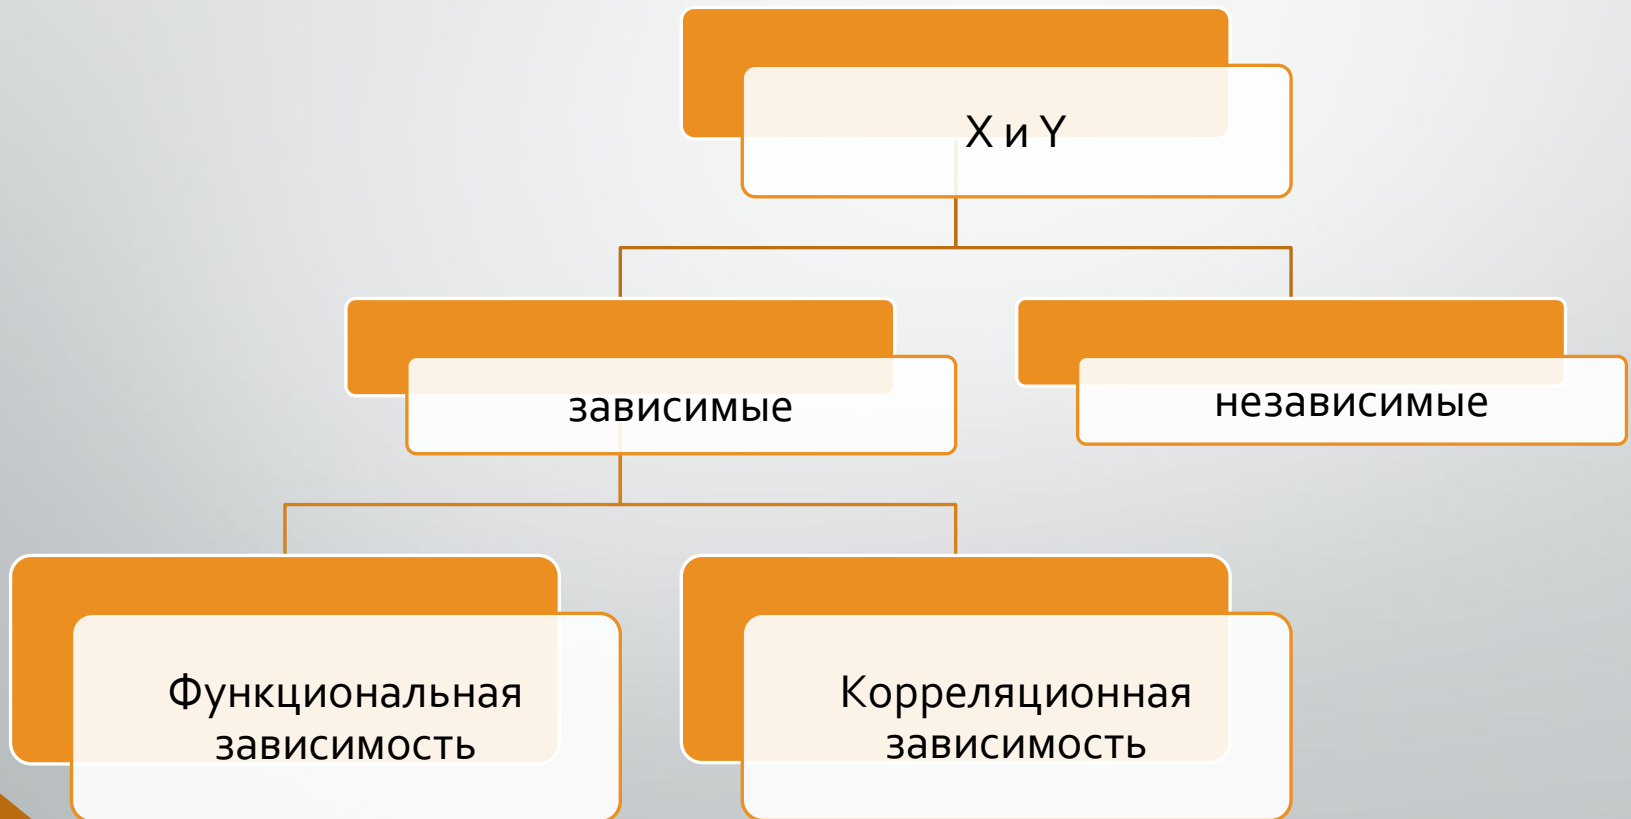 X и Y
зависимые
независимые
Функциональная
зависимость
Корреляционная
зависимость